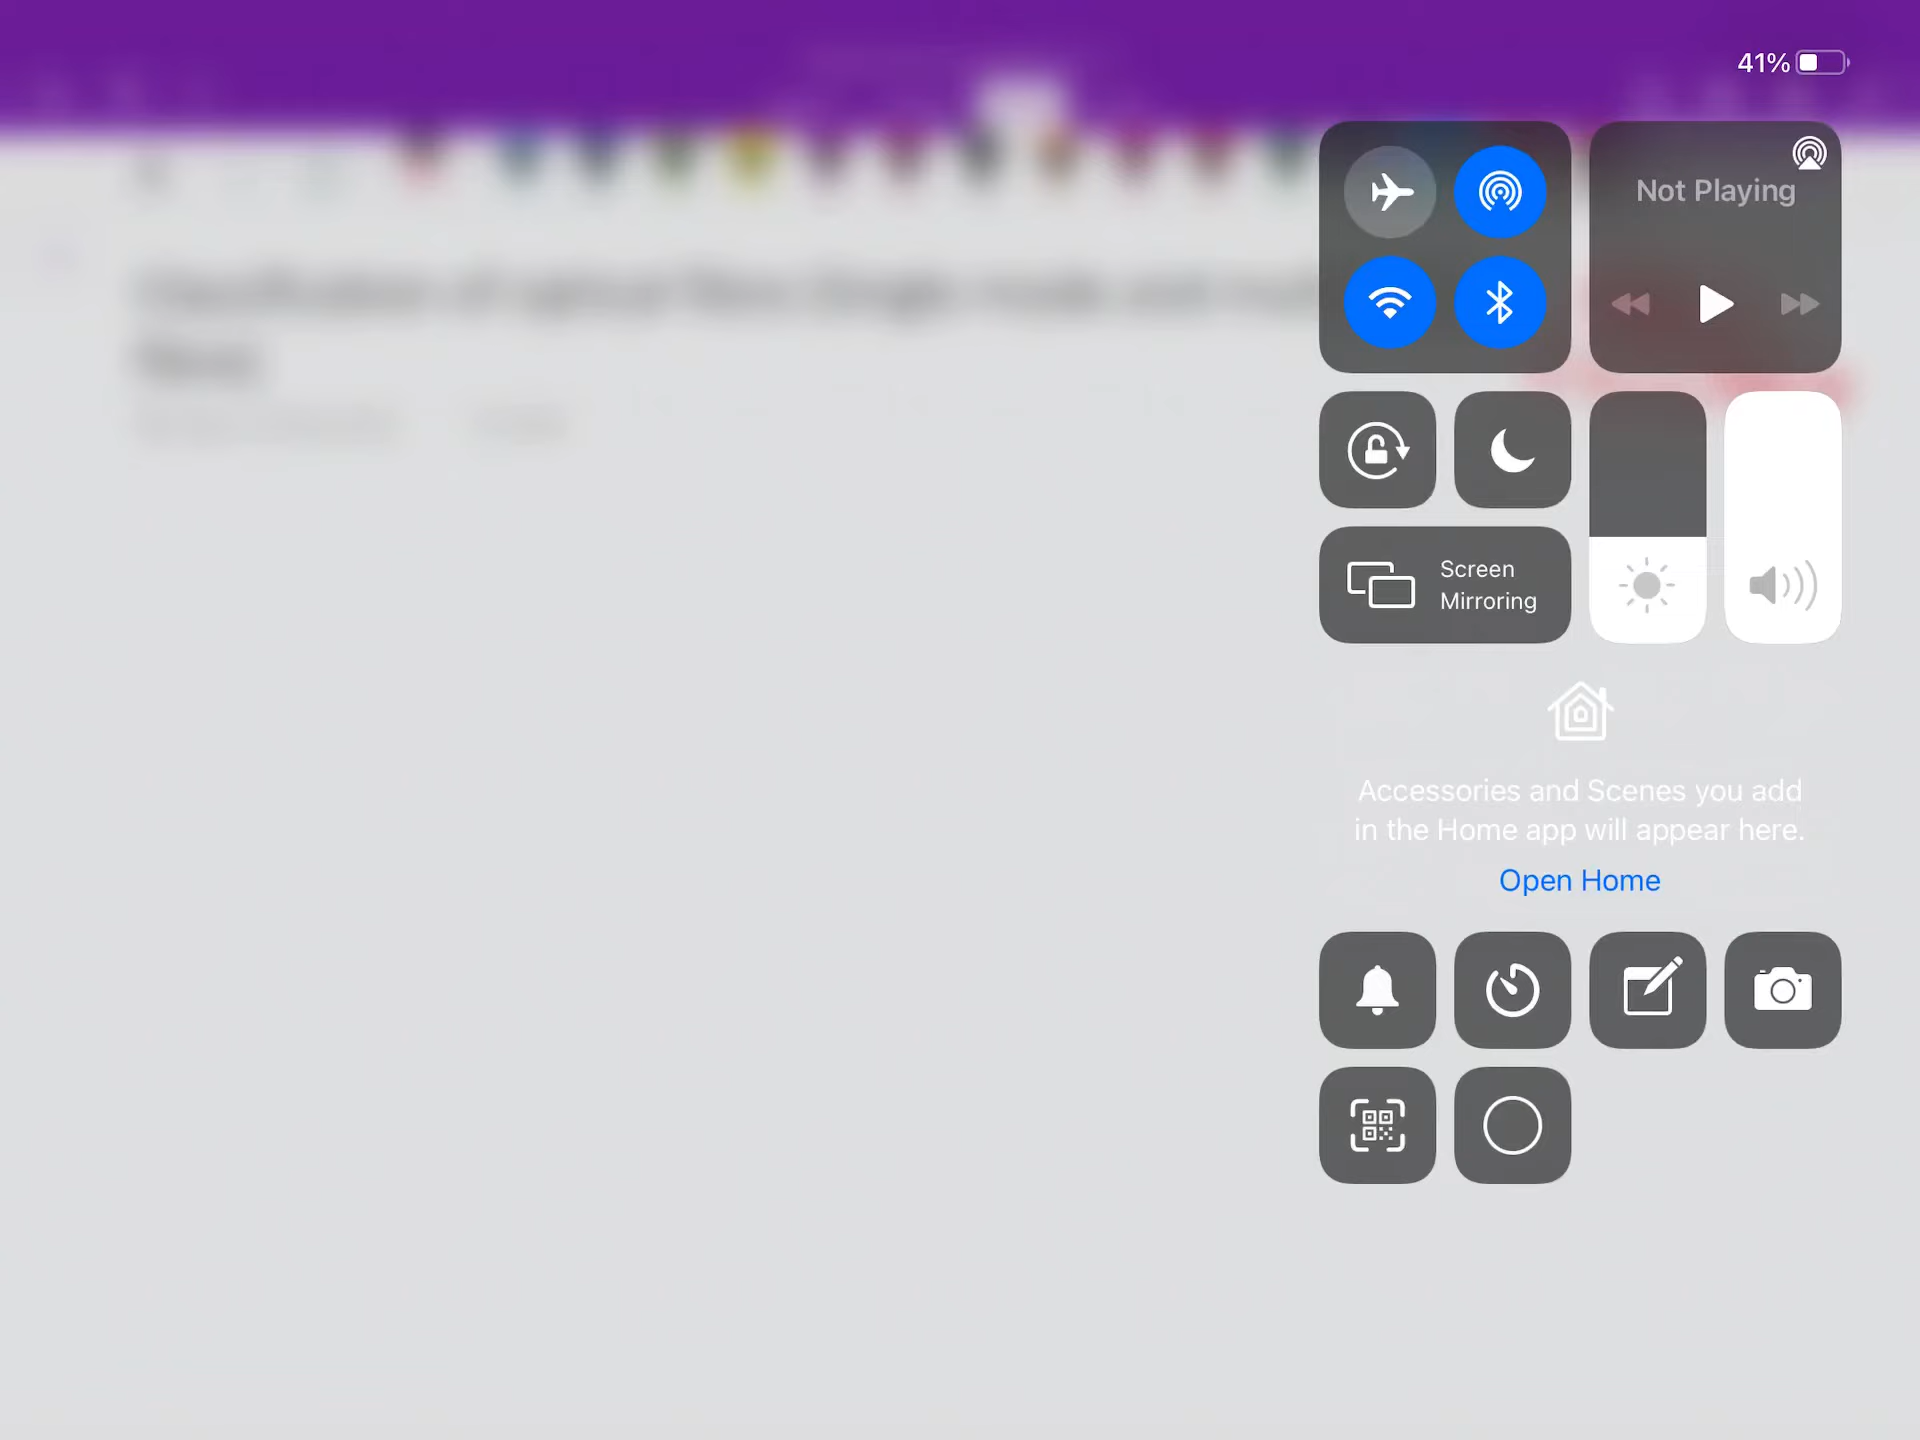 41%
Not Playing
Screen
Mirroring
Accessories and Scenes you add
in the Home app will appear here.
Open Home